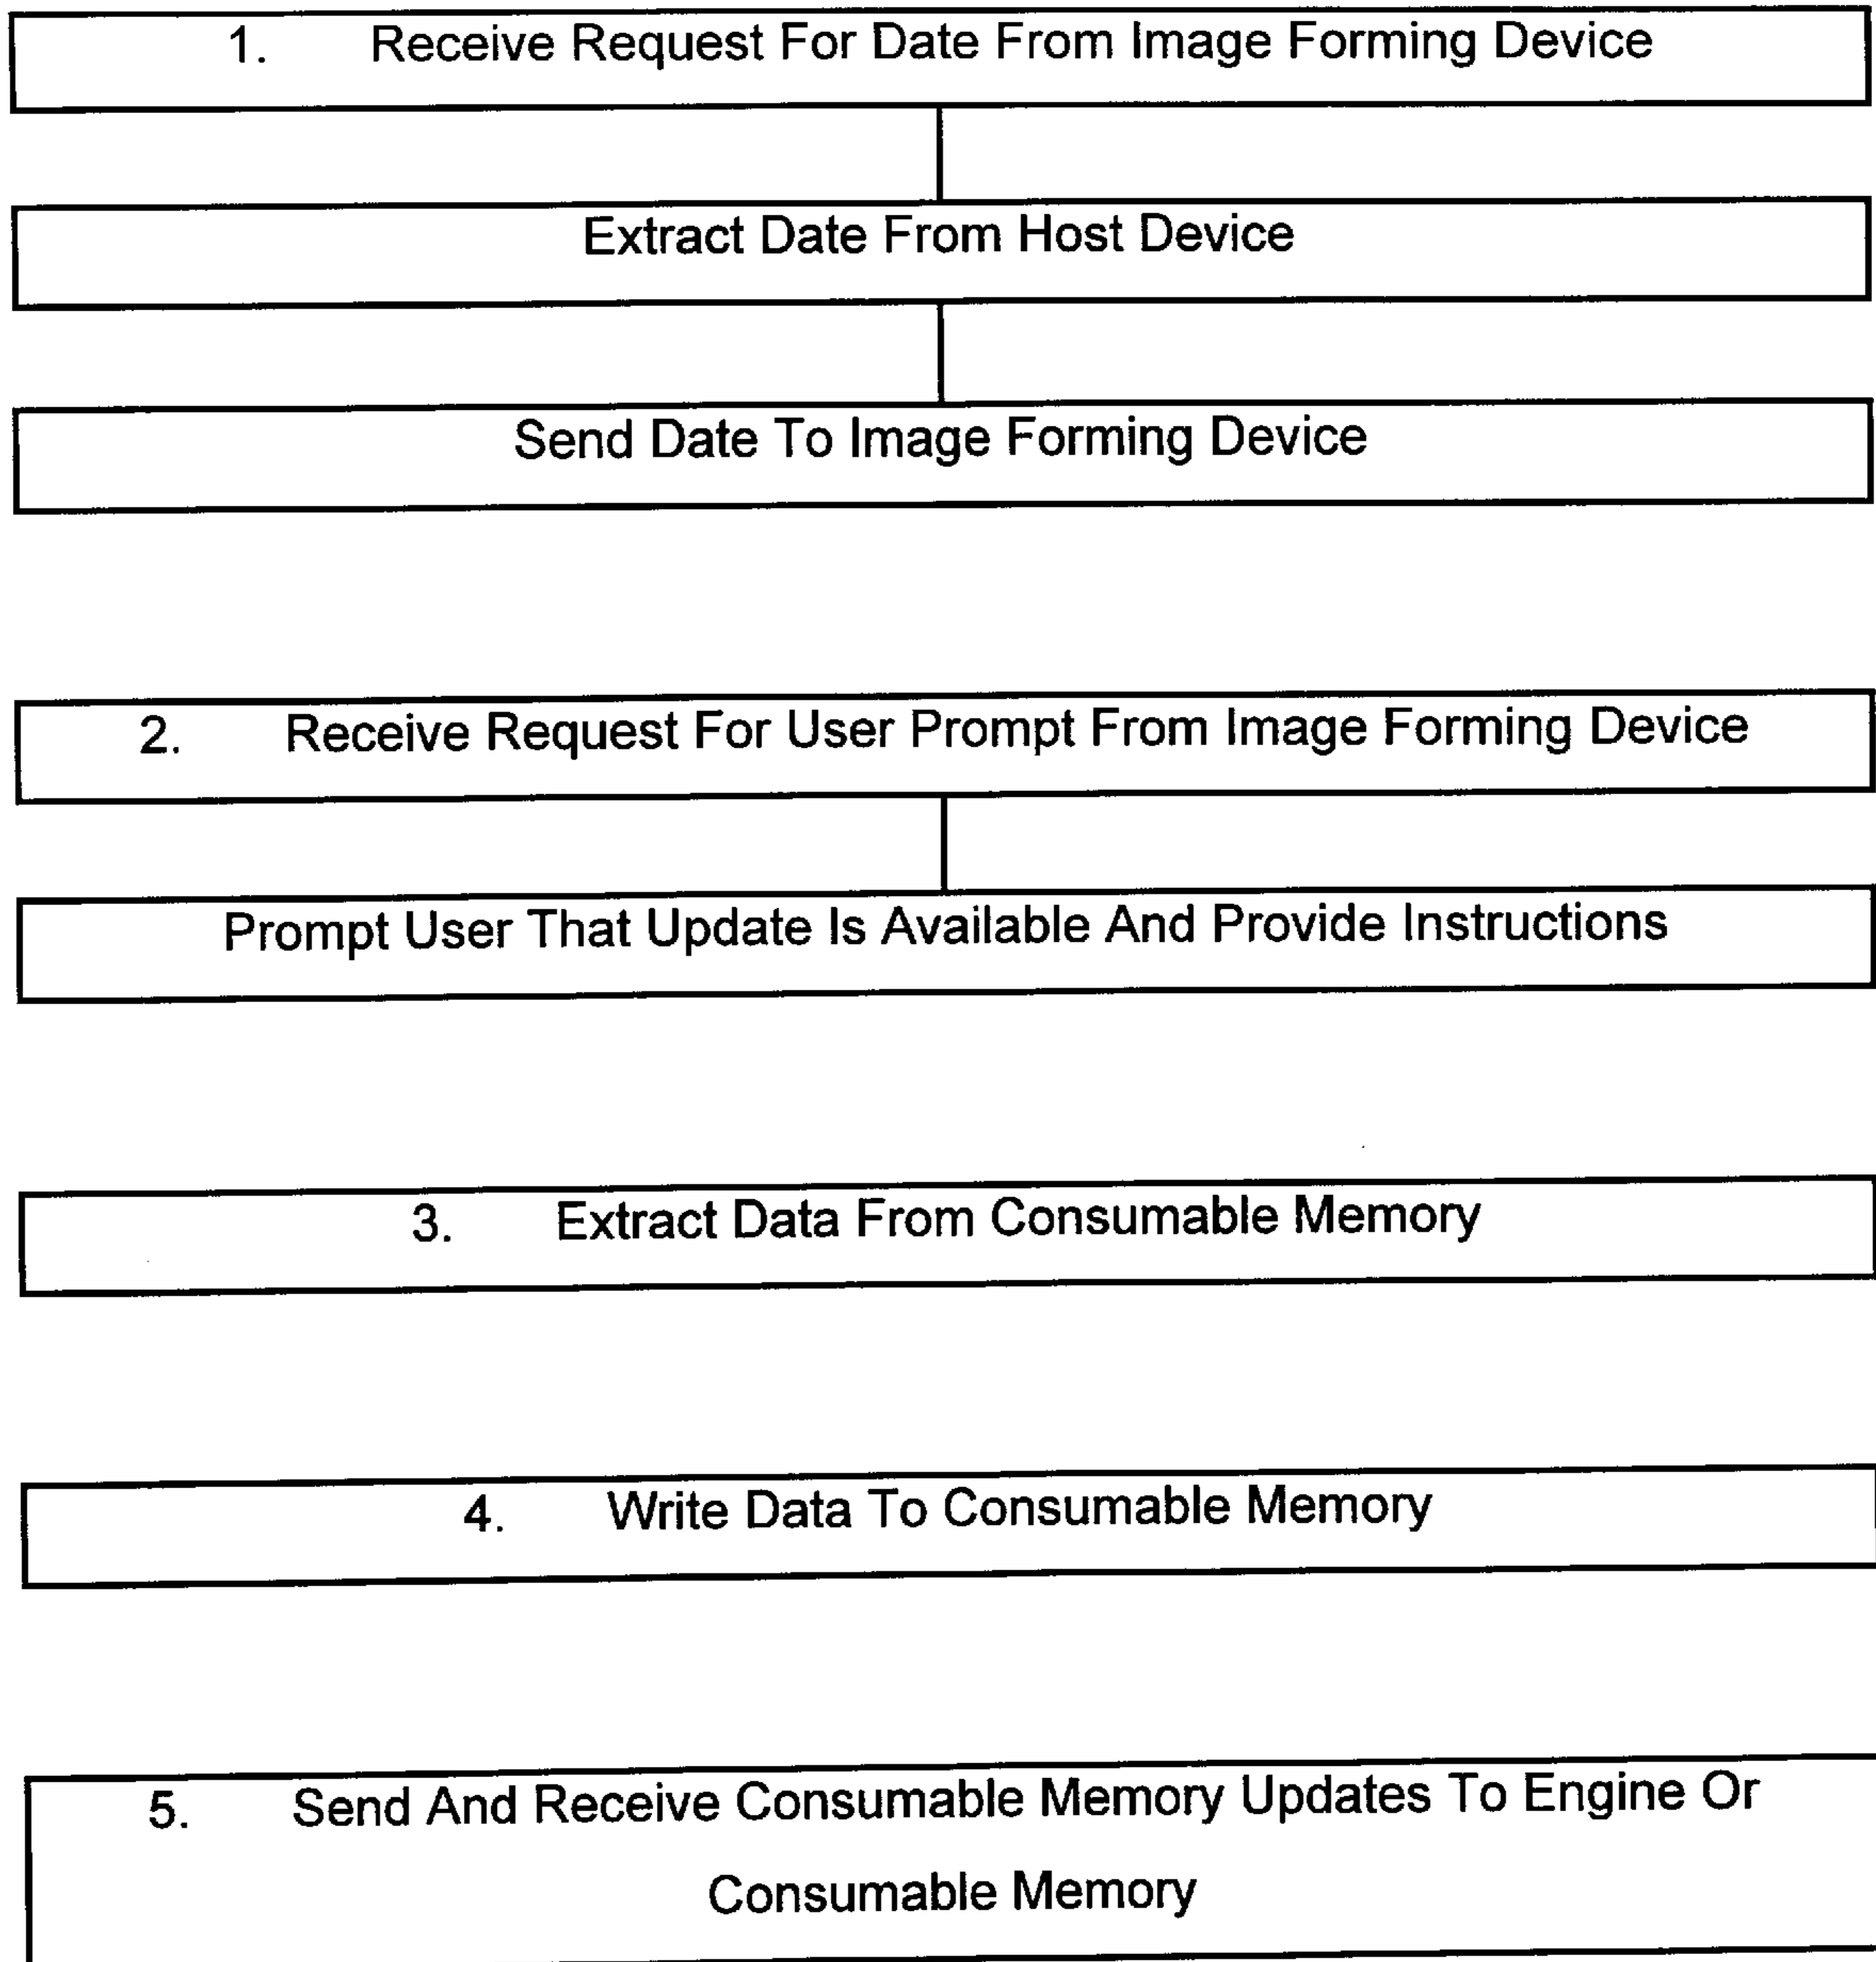 1. Receive Request For Date From Image Forming Device
Extract Date From Host Device
Send Date To Image Forming Device
2. Receive Request For User Prompt From Image Forming Device
Prompt User That Update Is Available And Provide Instructions
3. Extract Data From Consumable Memory
4. Write Data To Consumable Memory
5. Send And Receive Consumable Memory Updates To Engine Or
Consumable Memory